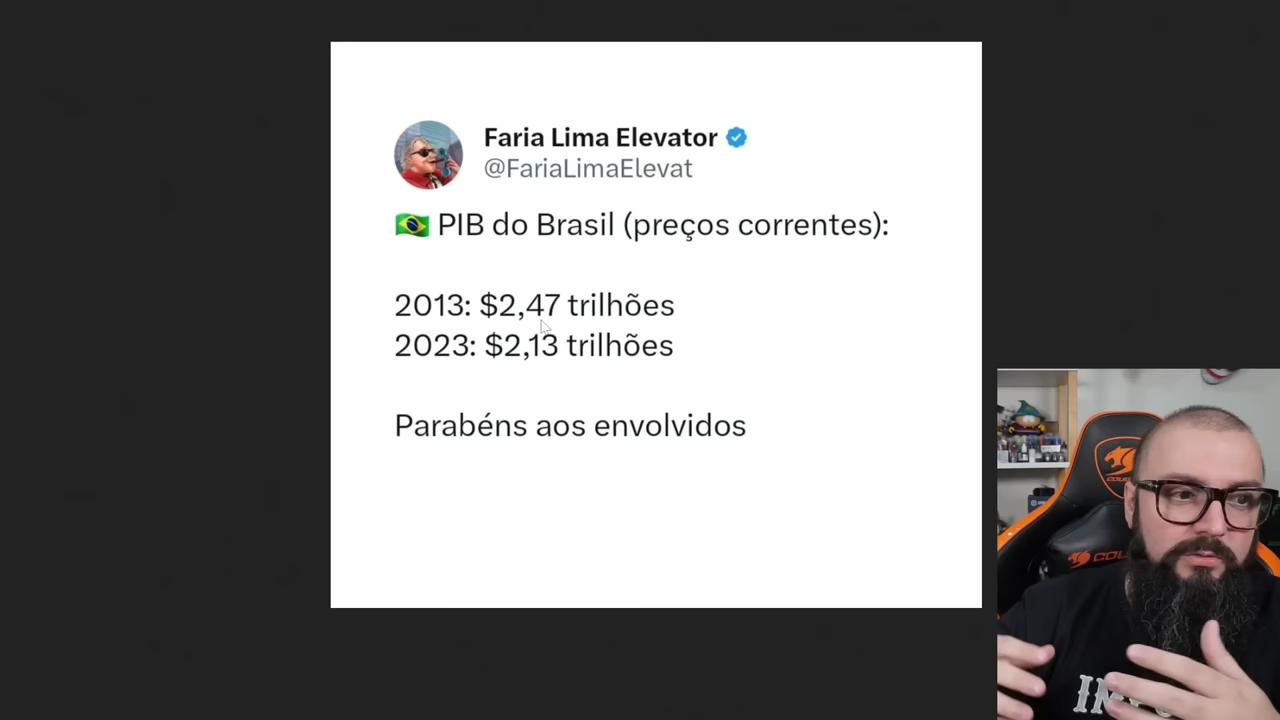 Faria Lima Elevator
@FariaLimaElevat
🇧🇷 PIB do Brasil (preços correntes):
2013: $2,47 trilhões
2023: $2,13 trilhões
Parabéns aos envolvidos